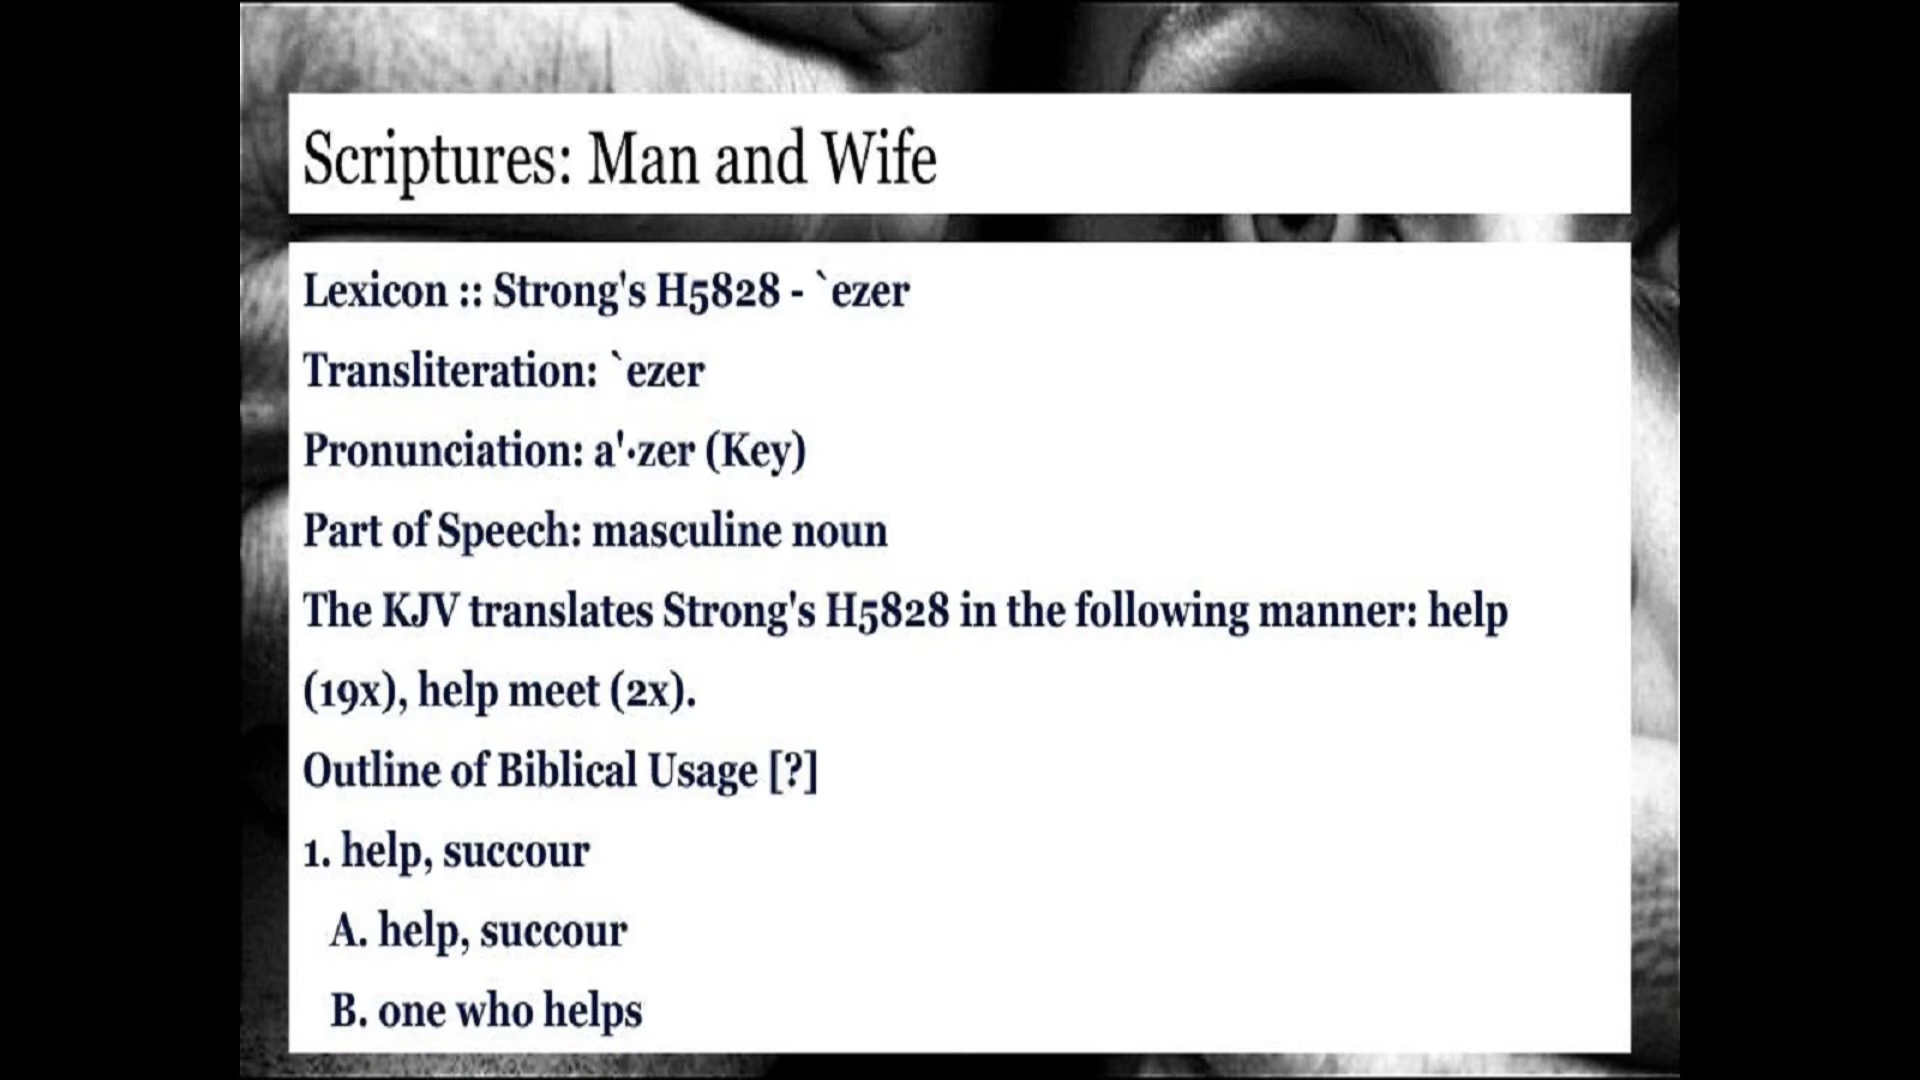 Scriptures: Man and Wife
Lexicon :: Strong's H5828 - `ezer
Transliteration: `ezer
Pronunciation: a'·zer (Key)
Part of Speech: masculine noun
The KJV translates Strong's H5828 in the following manner: help
(19x), help meet (2x).
Outline of Biblical Usage [?]
1. help, succour
A. help, succour
B. one who helps